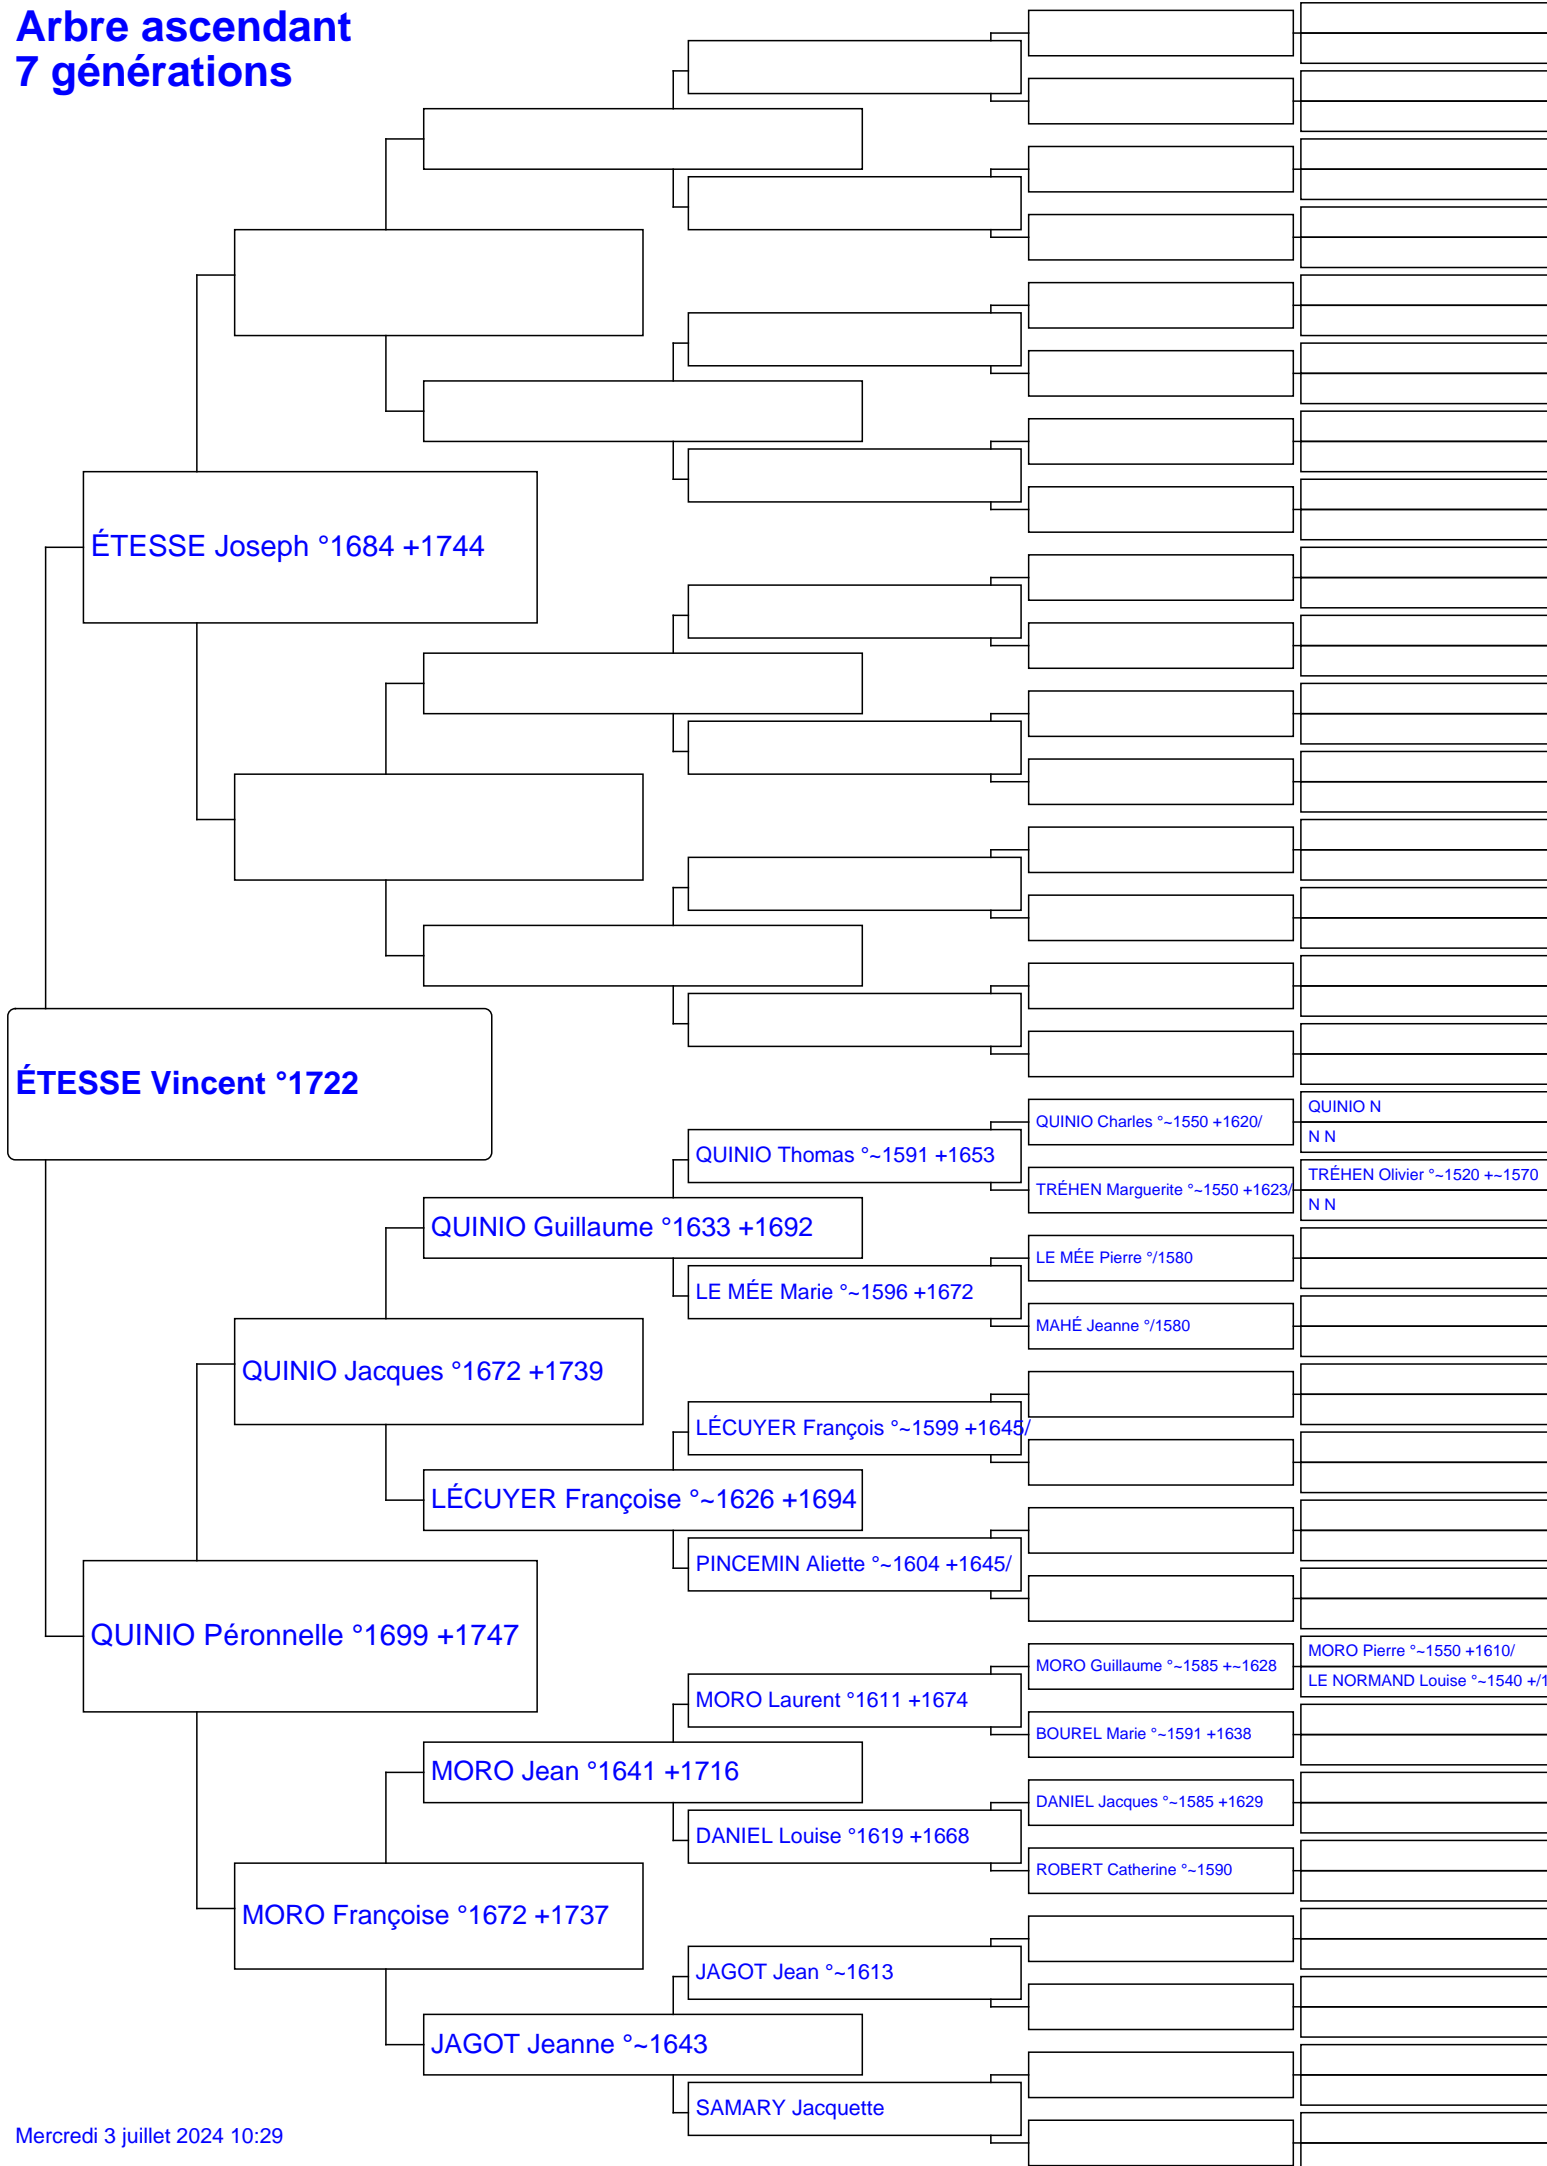 Arbre ascendant
7 générations
ÉTESSE Joseph °1684 +1744
ÉTESSE Vincent °1722
QUINIO Charles °~1550 +1620/
QUINIO N
N N
QUINIO Thomas °~1591 +1653
TRÉHEN Marguerite °~1550 +1623/
TRÉHEN Olivier °~1520 +~1570
N N
QUINIO Guillaume °1633 +1692
LE MÉE Pierre °/1580
LE MÉE Marie °~1596 +1672
MAHÉ Jeanne °/1580
QUINIO Jacques °1672 +1739
LÉCUYER François °~1599 +1645/
LÉCUYER Françoise °~1626 +1694
PINCEMIN Aliette °~1604 +1645/
QUINIO Péronnelle °1699 +1747
MORO Guillaume °~1585 +~1628
MORO Pierre °~1550 +1610/
LE NORMAND Louise °~1540 +/1
MORO Laurent °1611 +1674
BOUREL Marie °~1591 +1638
MORO Jean °1641 +1716
DANIEL Jacques °~1585 +1629
DANIEL Louise °1619 +1668
ROBERT Catherine °~1590
MORO Françoise °1672 +1737
JAGOT Jean °~1613
JAGOT Jeanne °~1643
SAMARY Jacquette
Mercredi 3 juillet 2024 10:29